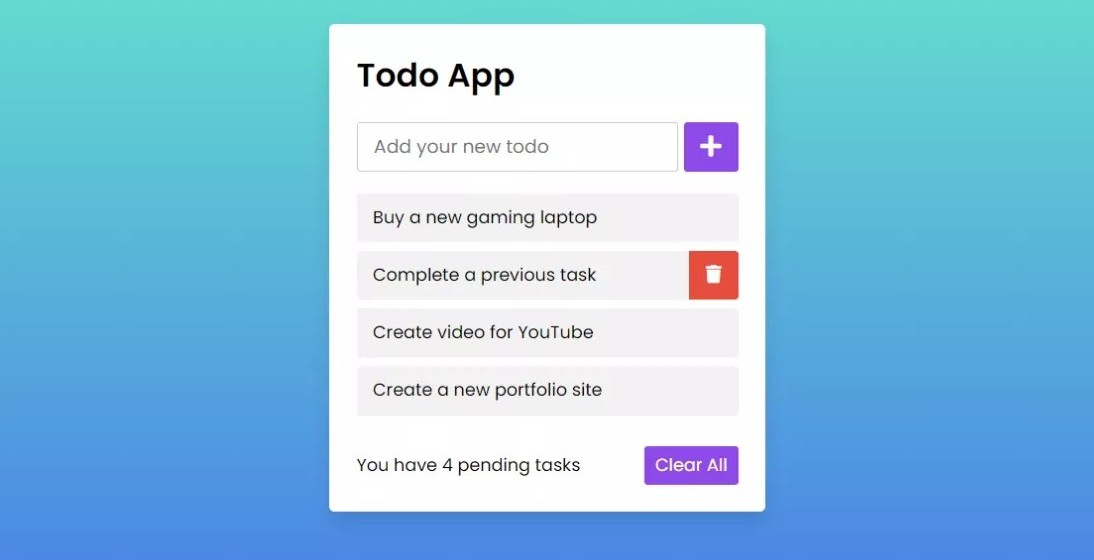 Todo App
Add your new todo
Buy a new gaming laptop
Complete a previous task
Create video for YouTube
Create a new portfolio site
You have 4 pending tasks
Clear All